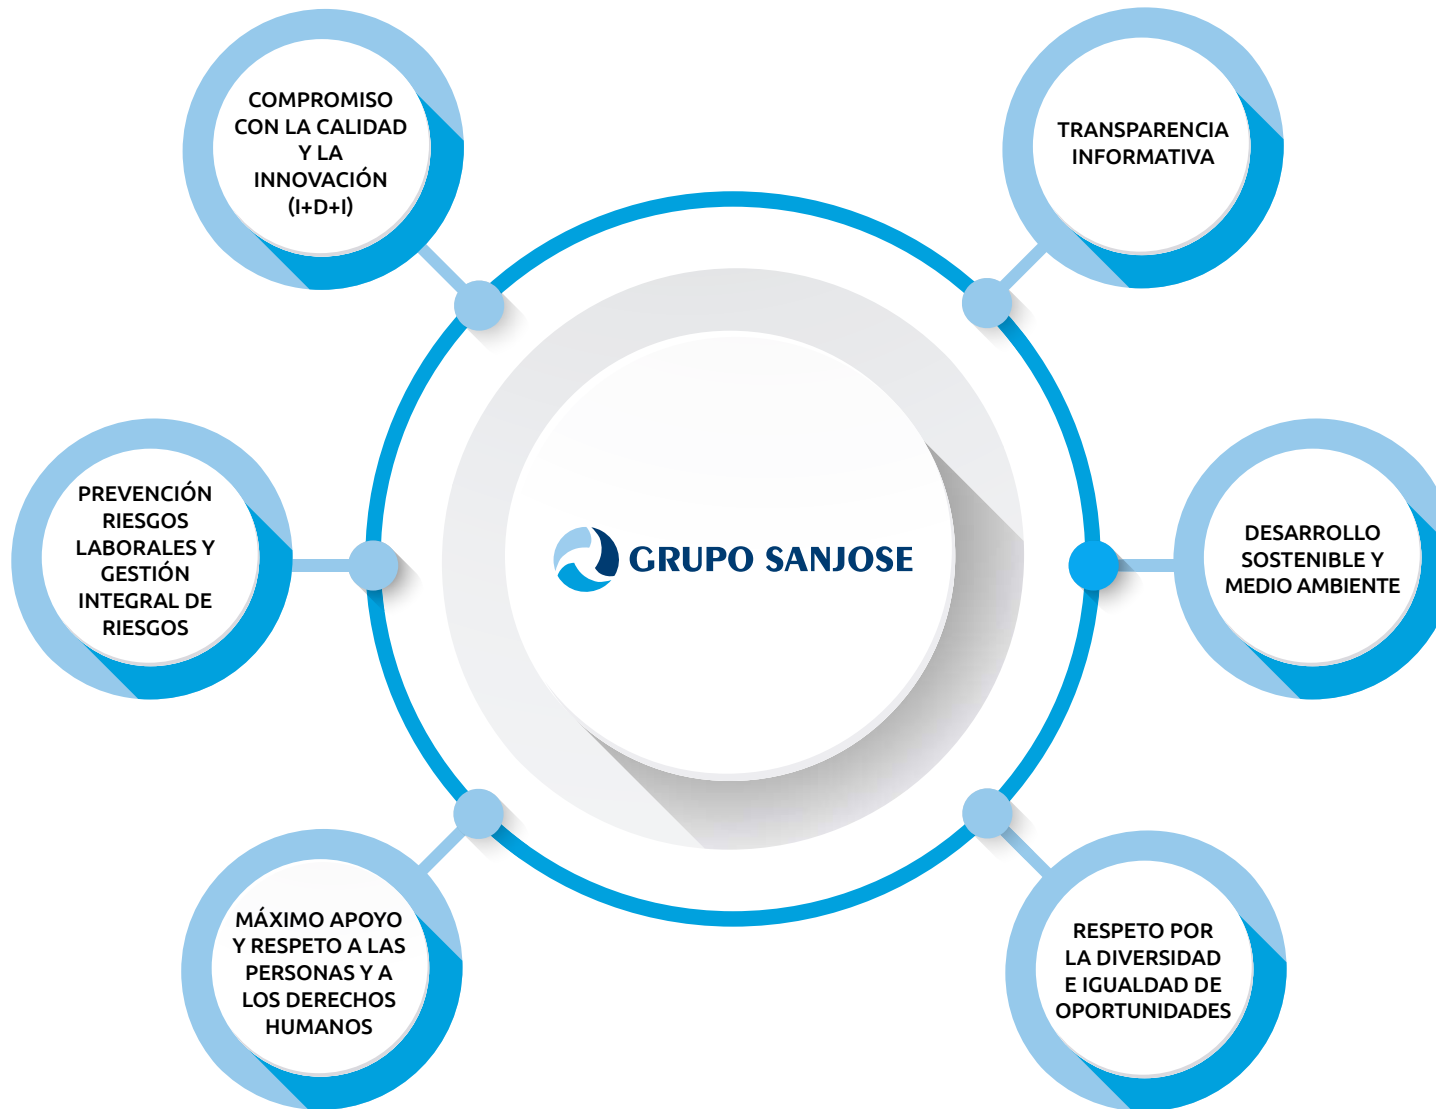 COMPROMISO
CON LA CALIDAD
Y LA
INNOVACIÓN
(I+D+I)
TRANSPARENCIA
INFORMATIVA
PREVENCIÓN
RIESGOS
LABORALES Y
GESTIÓN
INTEGRAL DE
RIESGOS
GRUPO SANJOSE
DESARROLLO
SOSTENIBLE Y
MEDIO AMBIENTE
MÁXIMO APOYO
Y RESPETO A LAS
PERSONAS Y A
LOS DERECHOS
HUMANOS
RESPETO POR
LA DIVERSIDAD
E IGUALDAD DE
OPORTUNIDADES